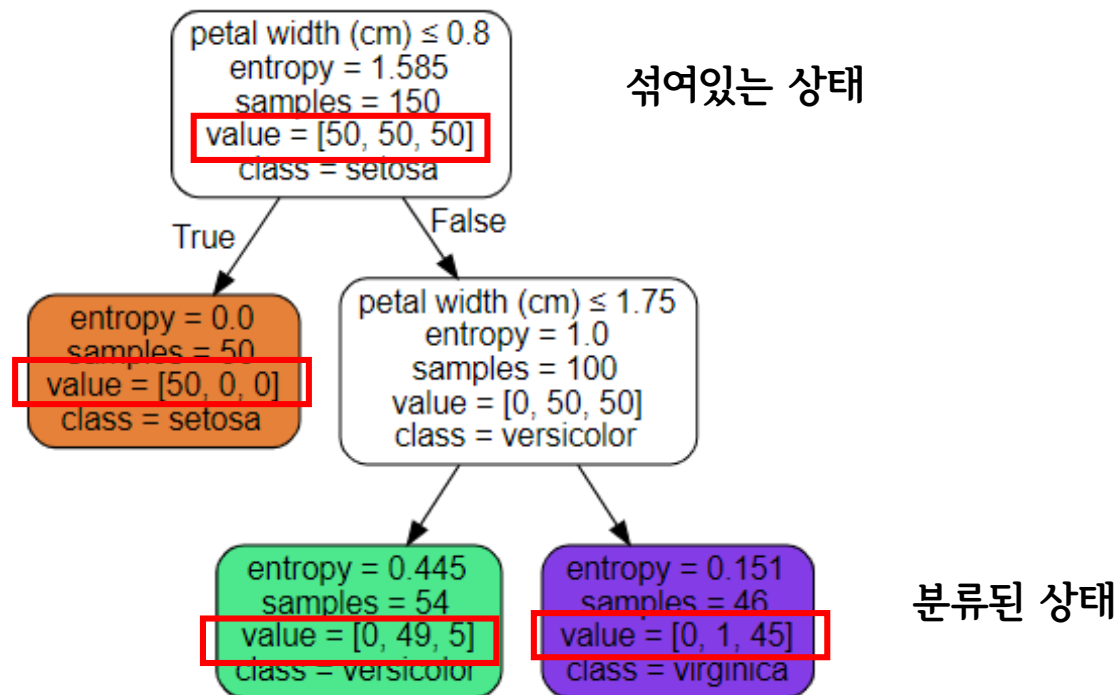 petal width (cm) ≤ 0.8
entropy = 1.585
samples = 150
value = [50, 50, 50]
class = setosa
섞여있는 상태
True
False
entropy = 0.0
samples = 50
value = [50, 0, 0]
class = setosa
petal width (cm) ≤ 1.75
entropy = 1.0
samples = 100
value = [0, 50, 50]
class = versicolor
entropy = 0.445
samples = 54
value = [0, 49, 5]
class = versicolor
entropy = 0.151
samples = 46
value = [0, 1, 45]
class = virginica
분류된 상태